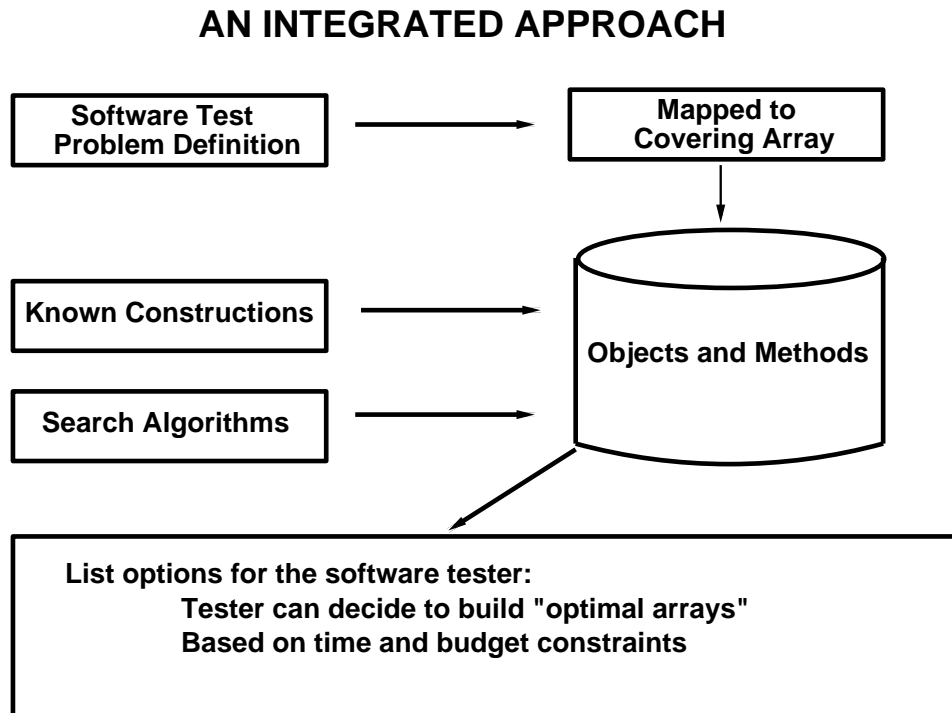 AN INTEGRATED APPROACH
Software Test
Problem Definition
Mapped to
Covering Array
Known Constructions
Objects and Methods
Search Algorithms
List options for the software tester:
Tester can decide to build "optimal arrays"
Based on time and budget constraints